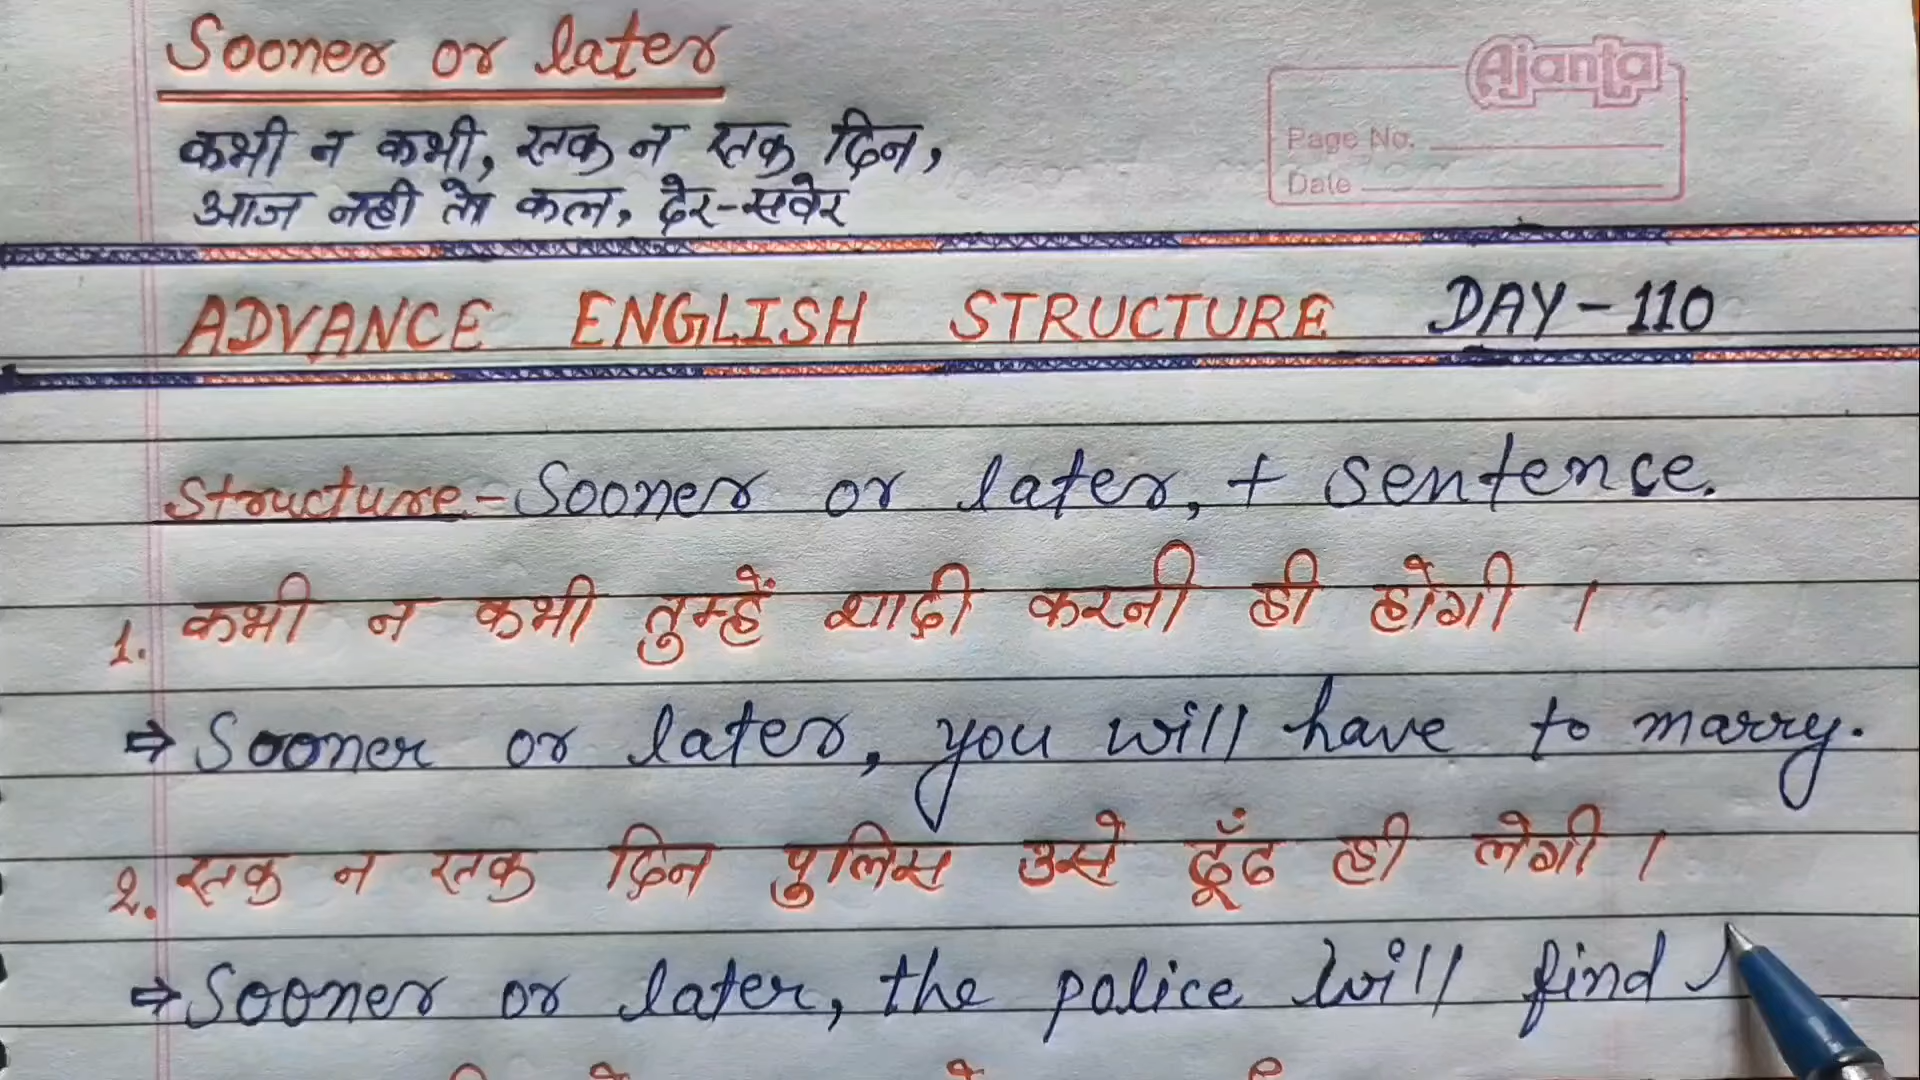 Sooner or later
Ajanta
Page No.
Date
कभी न कभी, एक न एक दिन,
आज नही तो कल, देर-सवेर
ADVANCE ENGLISH STRUCTURE DAY-110
Structure-Sooner or later, + sentence.
1. कभी न कभी तुम्हें शादी करनी ही होगी ।
⇒ Sooner or later, you will have to marry.
2. एक न एक दिन पुलिस उसे ढूँढ ही लेगी ।
⇒ Sooner or later, the police will find